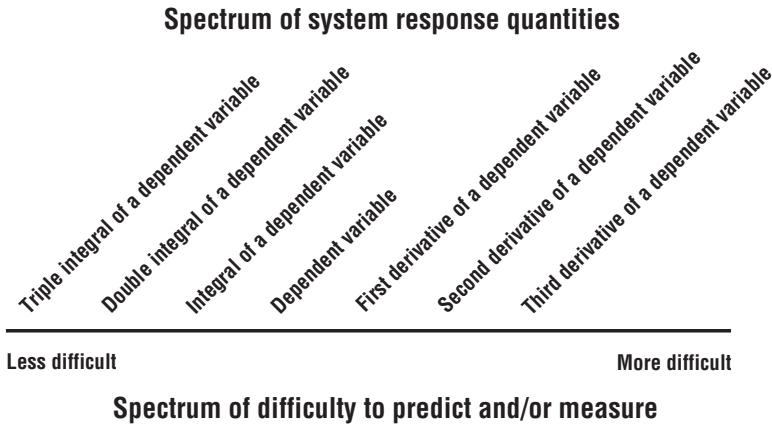 Spectrum of system response quantities
Triple integral of a dependent variable
Double integral of a dependent variable
Integral of a dependent variable
Dependent variable
First derivative of a dependent variable
Second derivative of a dependent variable
Third derivative of a dependent variable
Less difficult
More difficult
Spectrum of difficulty to predict and/or measure